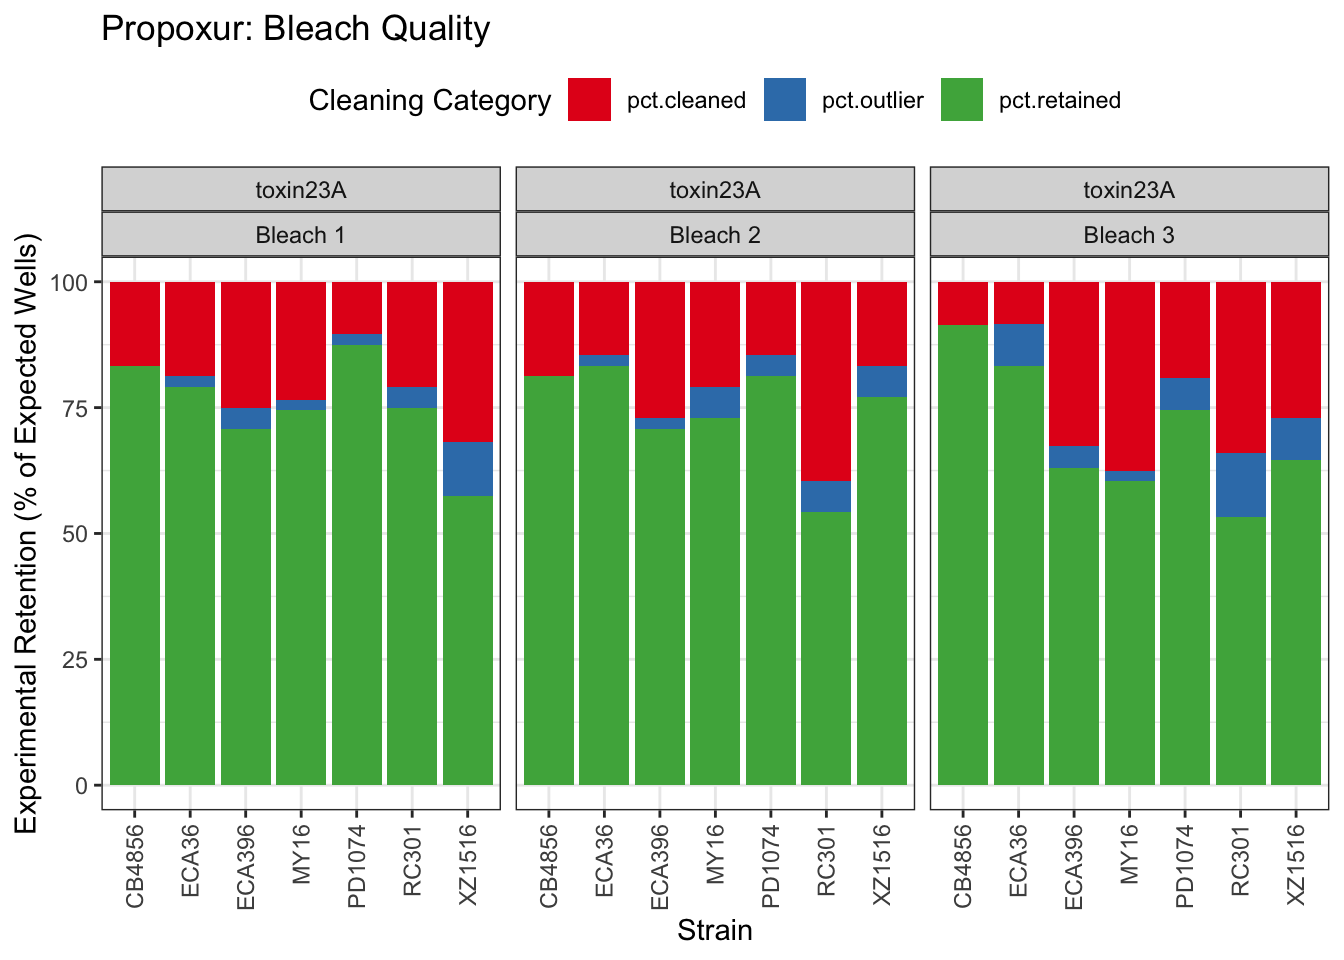 Propoxur: Bleach Quality
Cleaning Category pct.cleaned pct.outlier pct.retained
toxin23A toxin23A toxin23A
Bleach 1 Bleach 2 Bleach 3
Experimental Retention (% of Expected Wells)
100
75
50
25
0
CB4856 ECA36 ECA396 MY16 PD1074 RC301 XZ1516 CB4856 ECA36 ECA396 MY16 PD1074 RC301 XZ1516 CB4856 ECA36 ECA396 MY16 PD1074 RC301 XZ1516
Strain